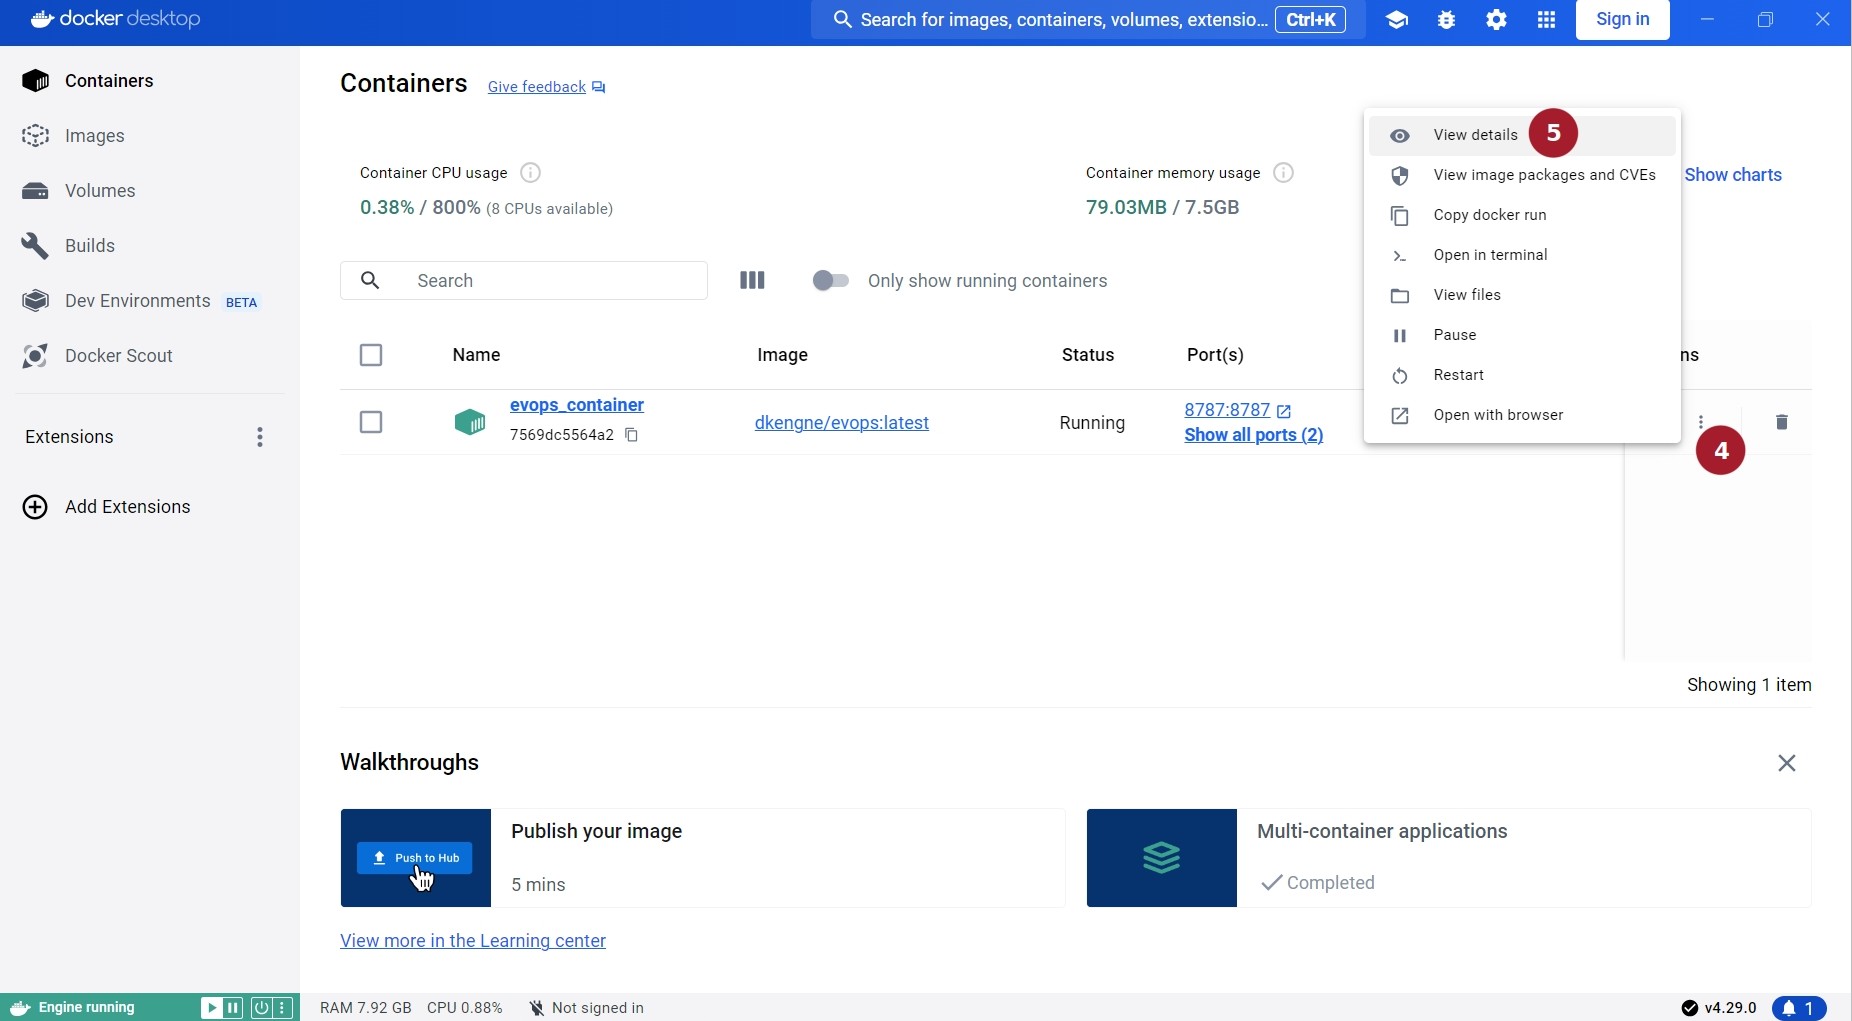 docker desktop
Search for images, containers, volumes, extensio... Ctrl+K
Sign in
Containers
Images
Volumes
Builds
Dev Environments BETA
Docker Scout
Extensions
Add Extensions
Containers Give feedback
Container CPU usage
0.38% / 800% (8 CPUs available)
Container memory usage
79.03MB / 7.5GB
Show charts
Search
Only show running containers
Name Image Status Port(s) ns
evops_container
7569dc5564a2
dkengne/evops:latest
Running
8787:8787
Show all ports (2)
View details
5
View image packages and CVEs
Copy docker run
Open in terminal
View files
Pause
Restart
Open with browser
4
Showing 1 item
Walkthroughs
Push to Hub
Publish your image
5 mins
Multi-container applications
Completed
View more in the Learning center
Engine running
RAM 7.92 GB CPU 0.88% Not signed in
v4.29.0
1